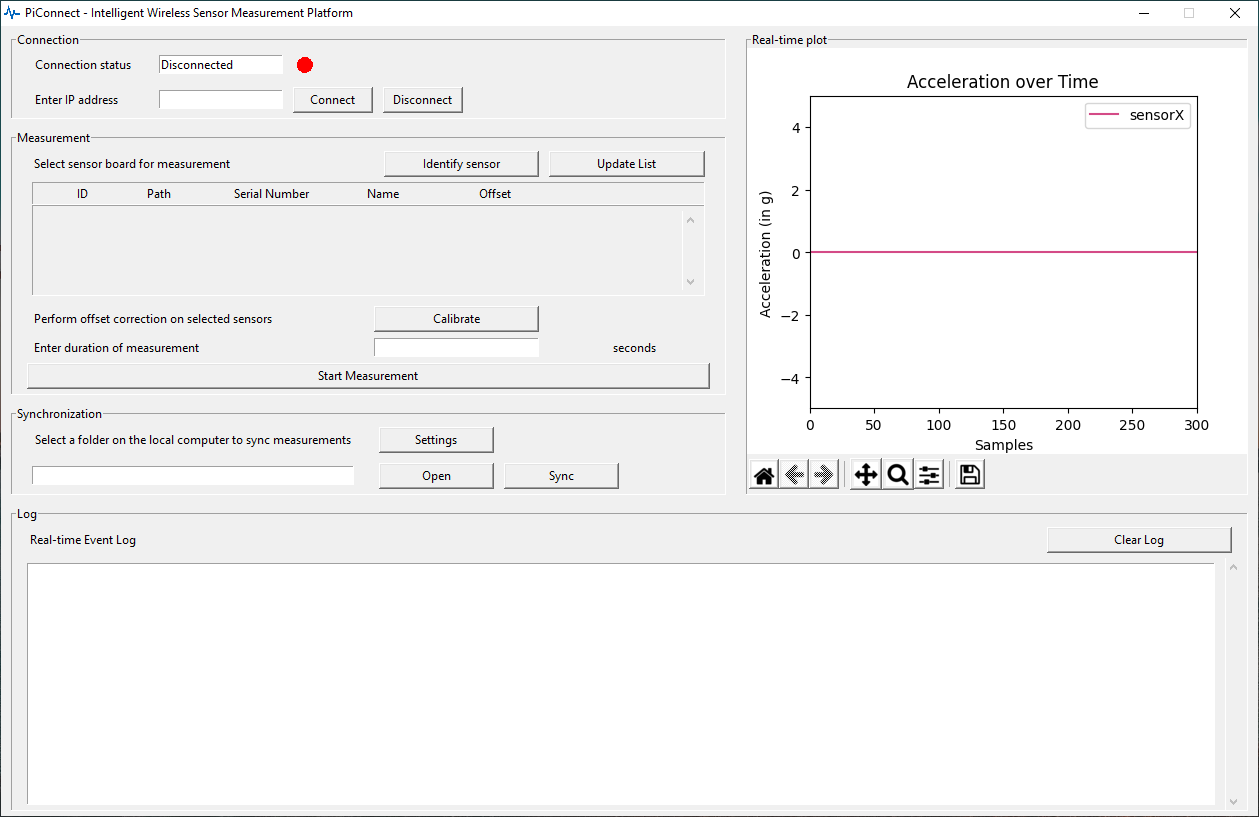 PiConnect - Intelligent Wireless Sensor Measurement Platform
Connection
Connection status Disconnected
Enter IP address Connect Disconnect
Measurement
Select sensor board for measurement Identify sensor Update List
ID Path Serial Number Name Offset
Perform offset correction on selected sensors Calibrate
Enter duration of measurement seconds
Start Measurement
Synchronization
Select a folder on the local computer to sync measurements Settings
Open Sync
Real-time plot
Acceleration over Time
sensorX
Acceleration (in g)
4
2
0
−2
−4
0 50 100 150 200 250 300
Samples
Log
Real-time Event Log Clear Log